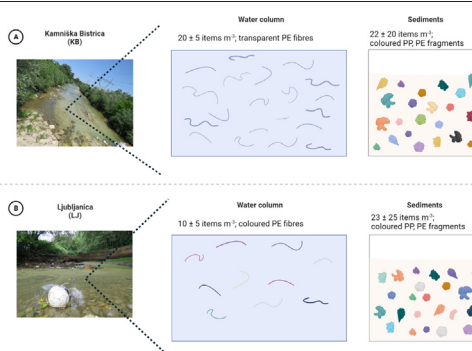 A
Kamniška Bistrica
(KB)
Water column
20 ± 5 items m⁻³; transparent PE fibres
Sediments
22 ± 20 items m⁻³;
coloured PP, PE fragments
B
Ljubljanica
(LJ)
Water column
10 ± 5 items m⁻³; coloured PE fibres
Sediments
23 ± 25 items m⁻³;
coloured PP, PE fragments